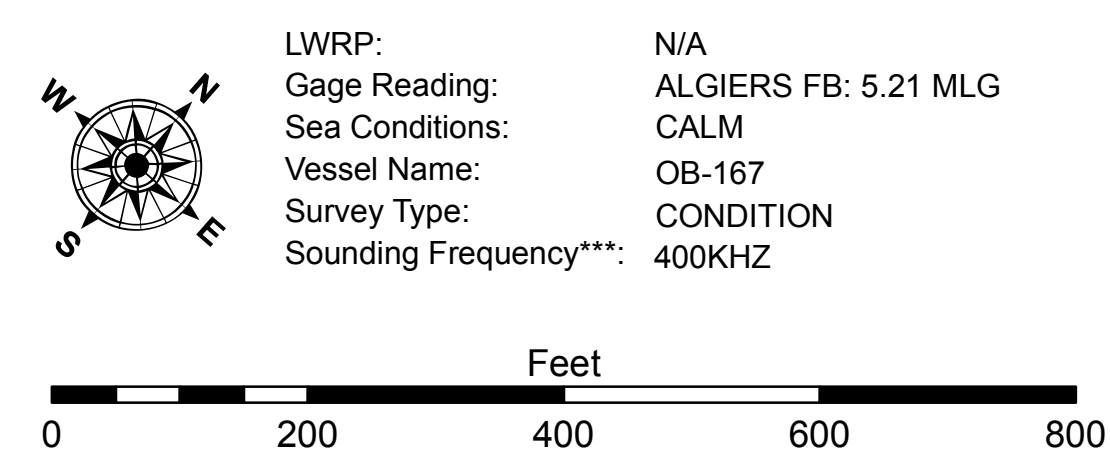 W N
S E
LWRP: N/A
Gage Reading: ALGIERS FB: 5.21 MLG
Sea Conditions: CALM
Vessel Name: OB-167
Survey Type: CONDITION
Sounding Frequency***: 400KHZ
Feet
0 200 400 600 800